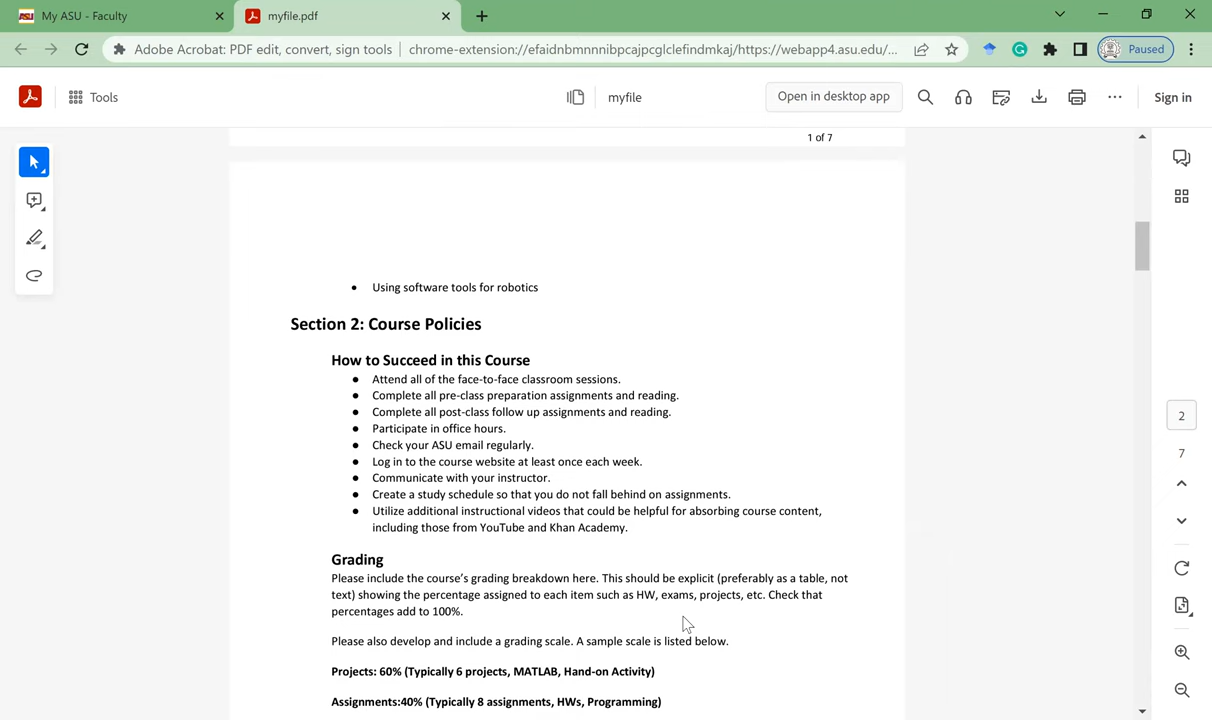 My ASU - Faculty
myfile.pdf
Adobe Acrobat: PDF edit, convert, sign tools
chrome-extension://efaidnbmnnnibpcajpcglclefindmkaj/https://webapp4.asu.edu/...
Paused
Tools
myfile
Open in desktop app
Sign in
1 of 7
• Using software tools for robotics
Section 2: Course Policies
How to Succeed in this Course
● Attend all of the face-to-face classroom sessions.
● Complete all pre-class preparation assignments and reading.
● Complete all post-class follow up assignments and reading.
● Participate in office hours.
● Check your ASU email regularly.
● Log in to the course website at least once each week.
● Communicate with your instructor.
● Create a study schedule so that you do not fall behind on assignments.
● Utilize additional instructional videos that could be helpful for absorbing course content,
including those from YouTube and Khan Academy.
Grading
Please include the course's grading breakdown here. This should be explicit (preferably as a table, not
text) showing the percentage assigned to each item such as HW, exams, projects, etc. Check that
percentages add to 100%.
Please also develop and include a grading scale. A sample scale is listed below.
Projects: 60% (Typically 6 projects, MATLAB, Hand-on Activity)
Assignments:40% (Typically 8 assignments, HWs, Programming)
2
7